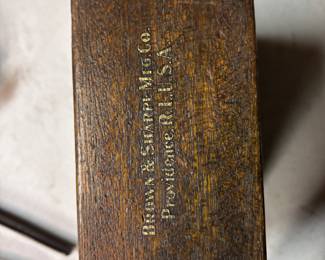 BROWN & SHARPE MFG. CO.
Providence, R.I. U.S.A.